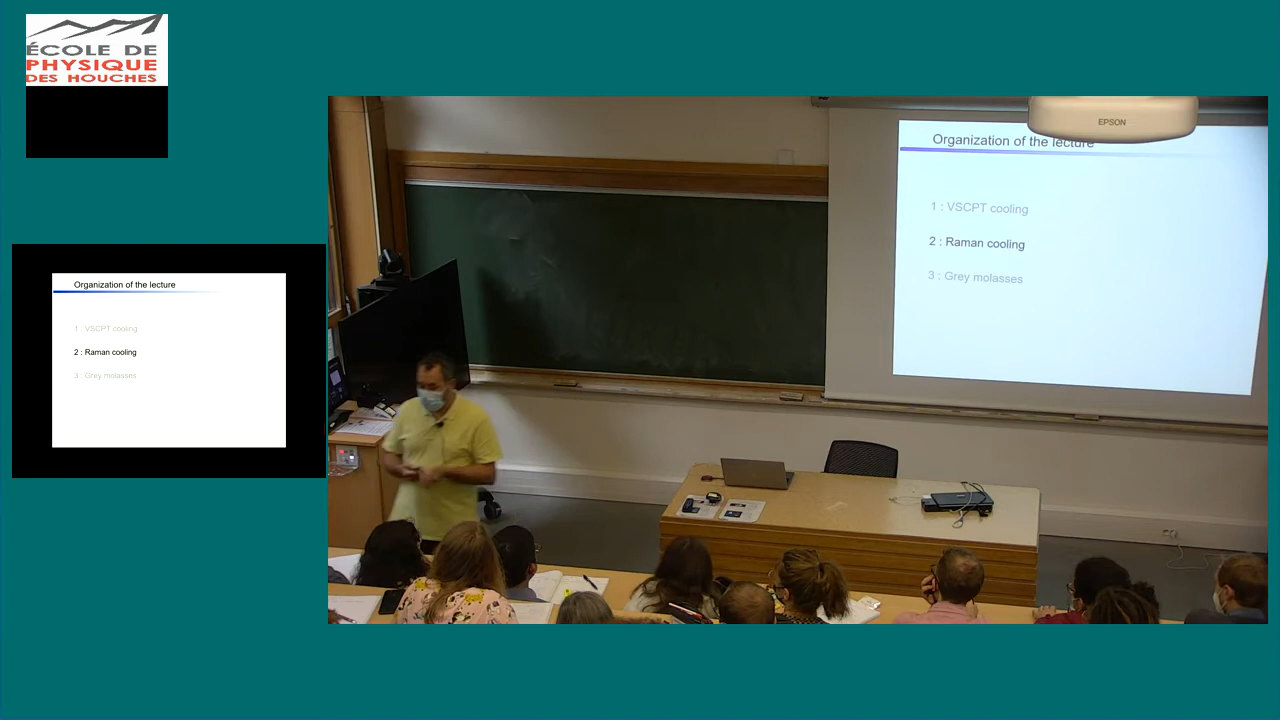 ÉCOLE DE
PHYSIQUE
DES HOUCHES
Organization of the lecture
1 : VSCPT cooling
2 : Raman cooling
3 : Grey molasses
EPSON
Organization of the lecture
1 : VSCPT cooling
2 : Raman cooling
3 : Grey molasses